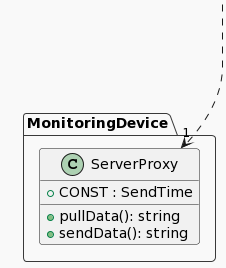 1
MonitoringDevice
C ServerProxy
CONST : SendTime
pullData(): string
sendData(): string